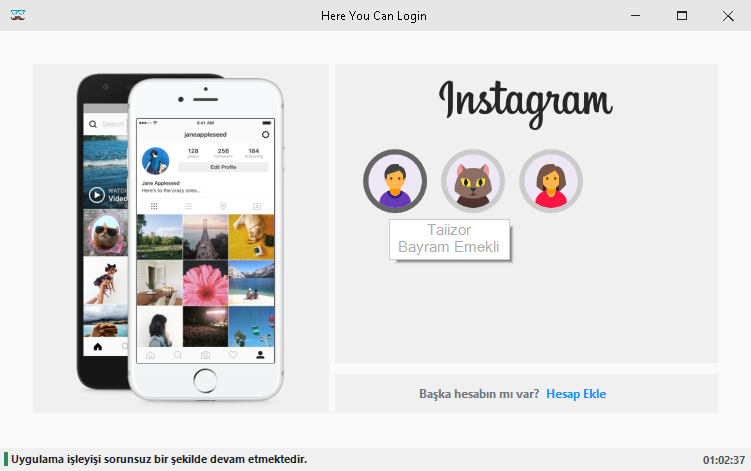 Here You Can Login
Search
WATCH
Video
9:41 AM
janeappleseed
128
256
184
posts
followers
following
Edit Profile
Jane Appleseed
Here's to the crazy ones...
Instagram
Taiizor
Bayram Emekli
Başka hesabın mı var? Hesap Ekle
Uygulama işleyişi sorunsuz bir şekilde devam etmektedir.
01:02:37